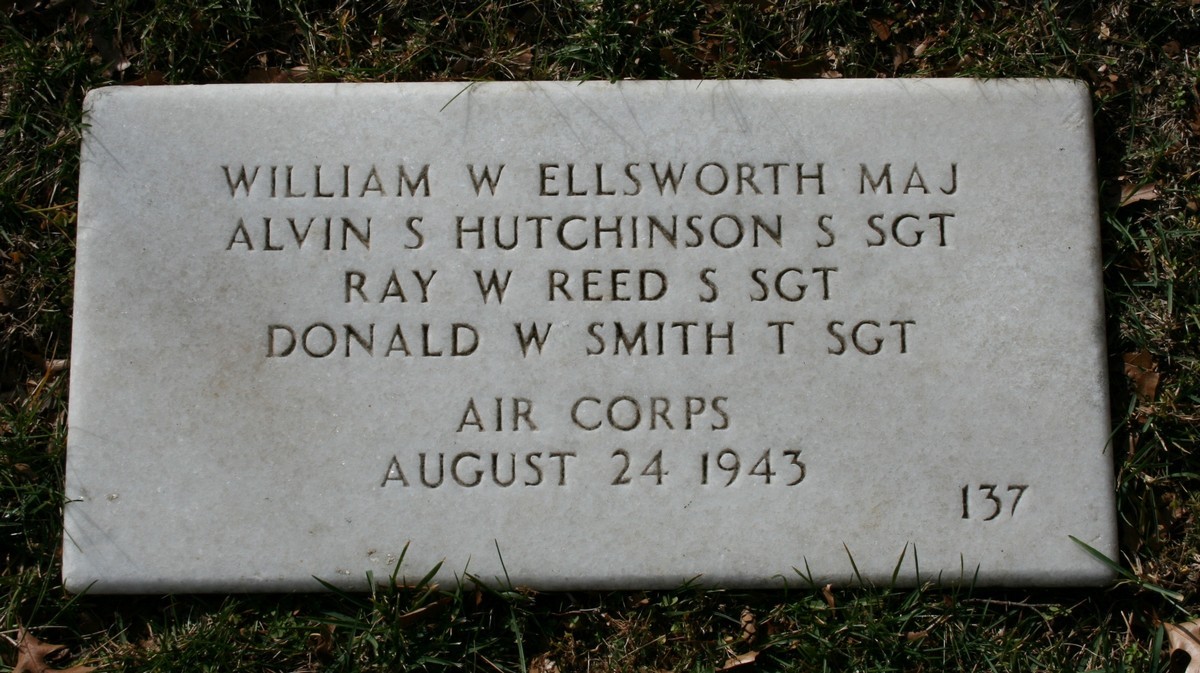 WILLIAM W ELLSWORTH MAJ
ALVIN S HUTCHINSON S SGT
RAY W REED S SGT
DONALD W SMITH T SGT
AIR CORPS
AUGUST 24 1943
137